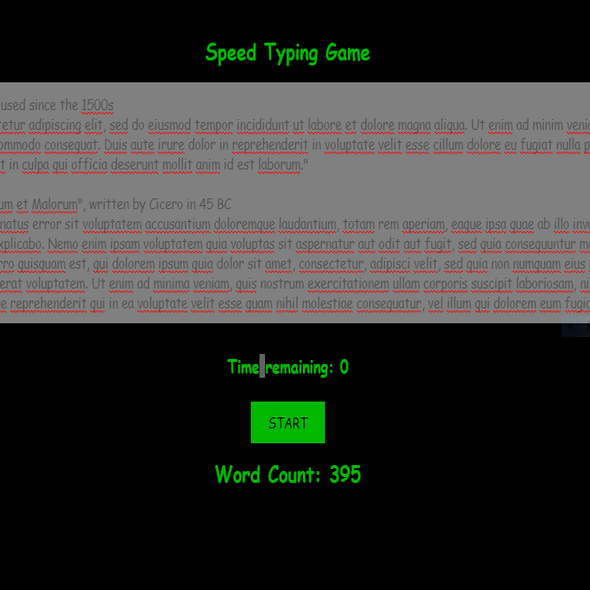 Speed Typing Game
used since the 1500s
tetur adipiscing elit, sed do eiusmod tempor incididunt ut labore et dolore magna aliqua. Ut enim ad minim venia
ommodo consequat. Duis aute irure dolor in reprehenderit in voluptate velit esse cillum dolore eu fugiat nulla p
t in culpa qui officia deserunt mollit anim id est laborum."
um et Malorum", written by Cicero in 45 BC
natus error sit voluptatem accusantium doloremque laudantium, totam rem aperiam, eaque ipsa quae ab illo inve
xplicabo. Nemo enim ipsam voluptatem quia voluptas sit aspernatur aut odit aut fugit, sed quia consequuntur m
rro quisquam est, qui dolorem ipsum quia dolor sit amet, consectetur, adipisci velit, sed quia non numquam eius
erat voluptatem. Ut enim ad minima veniam, quis nostrum exercitationem ullam corporis suscipit laboriosam, ni
e reprehenderit qui in ea voluptate velit esse quam nihil molestiae consequatur, vel illum qui dolorem eum fugia
Time remaining: 0
START
Word Count: 395